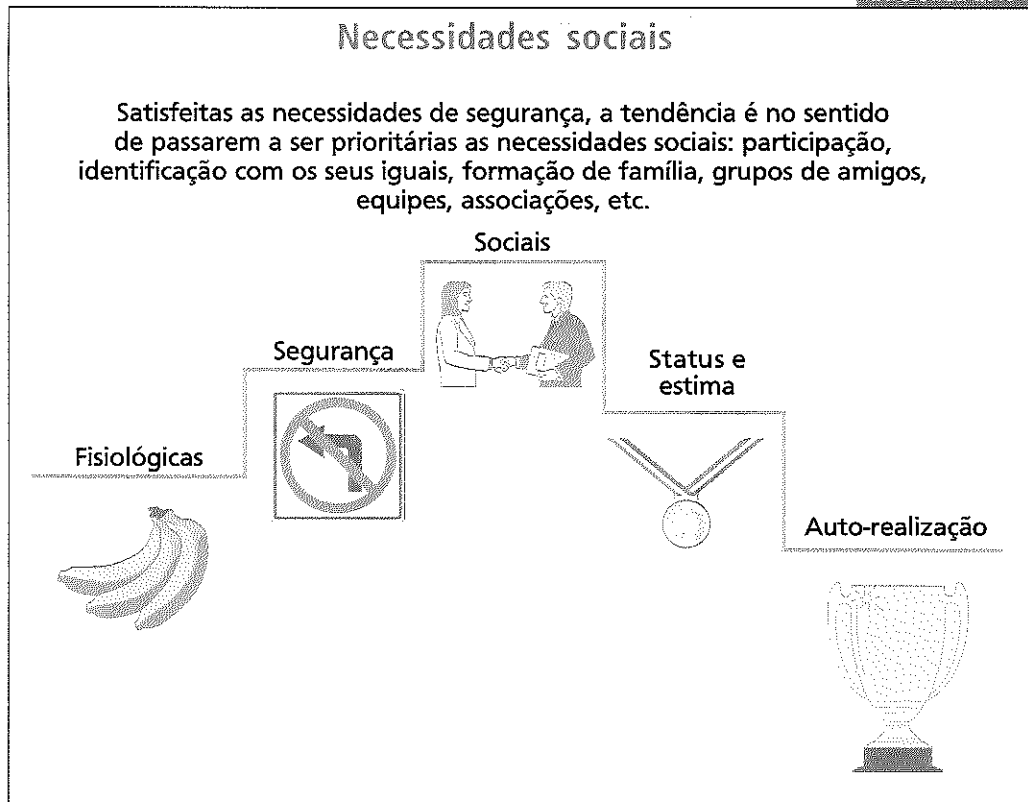 Necessidades sociais
Satisfeitas as necessidades de segurança, a tendência é no sentido
de passarem a ser prioritárias as necessidades sociais: participação,
identificação com os seus iguais, formação de família, grupos de amigos,
equipes, associações, etc.
Sociais
Segurança
Status e
estima
Fisiológicas
Auto-realização